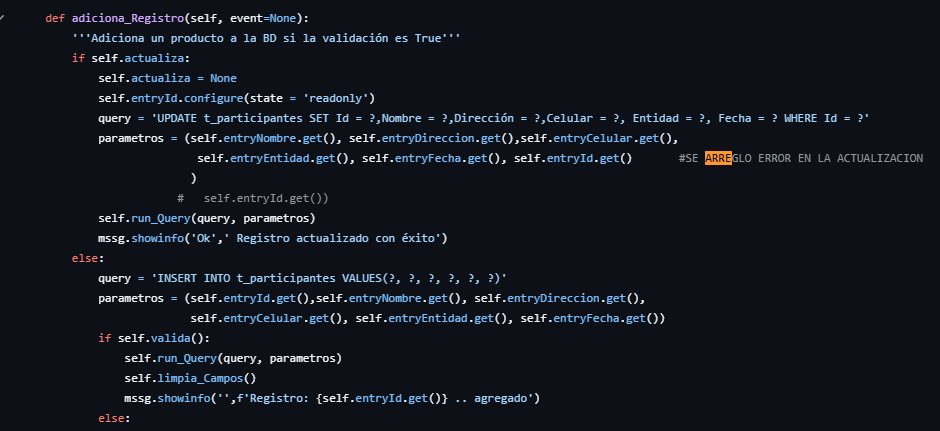 def adiciona_Registro(self, event=None):
'''Adiciona un producto a la BD si la validación es True'''
if self.actualiza:
self.actualiza = None
self.entryId.configure(state = 'readonly')
query = 'UPDATE t_participantes SET Id = ?,Nombre = ?,Dirección = ?,Celular = ?, Entidad = ?, Fecha = ? WHERE Id = ?'
parametros = (self.entryNombre.get(), self.entryDireccion.get(),self.entryCelular.get(),
self.entryEntidad.get(), self.entryFecha.get(), self.entryId.get() #SE ARREGLO ERROR EN LA ACTUALIZACION
)
# self.entryId.get())
self.run_Query(query, parametros)
mssg.showinfo('Ok',' Registro actualizado con éxito')
else:
query = 'INSERT INTO t_participantes VALUES(?, ?, ?, ?, ?, ?)'
parametros = (self.entryId.get(),self.entryNombre.get(), self.entryDireccion.get(),
self.entryCelular.get(), self.entryEntidad.get(), self.entryFecha.get())
if self.valida():
self.run_Query(query, parametros)
self.limpia_Campos()
mssg.showinfo('',f'Registro: {self.entryId.get()} .. agregado')
else: